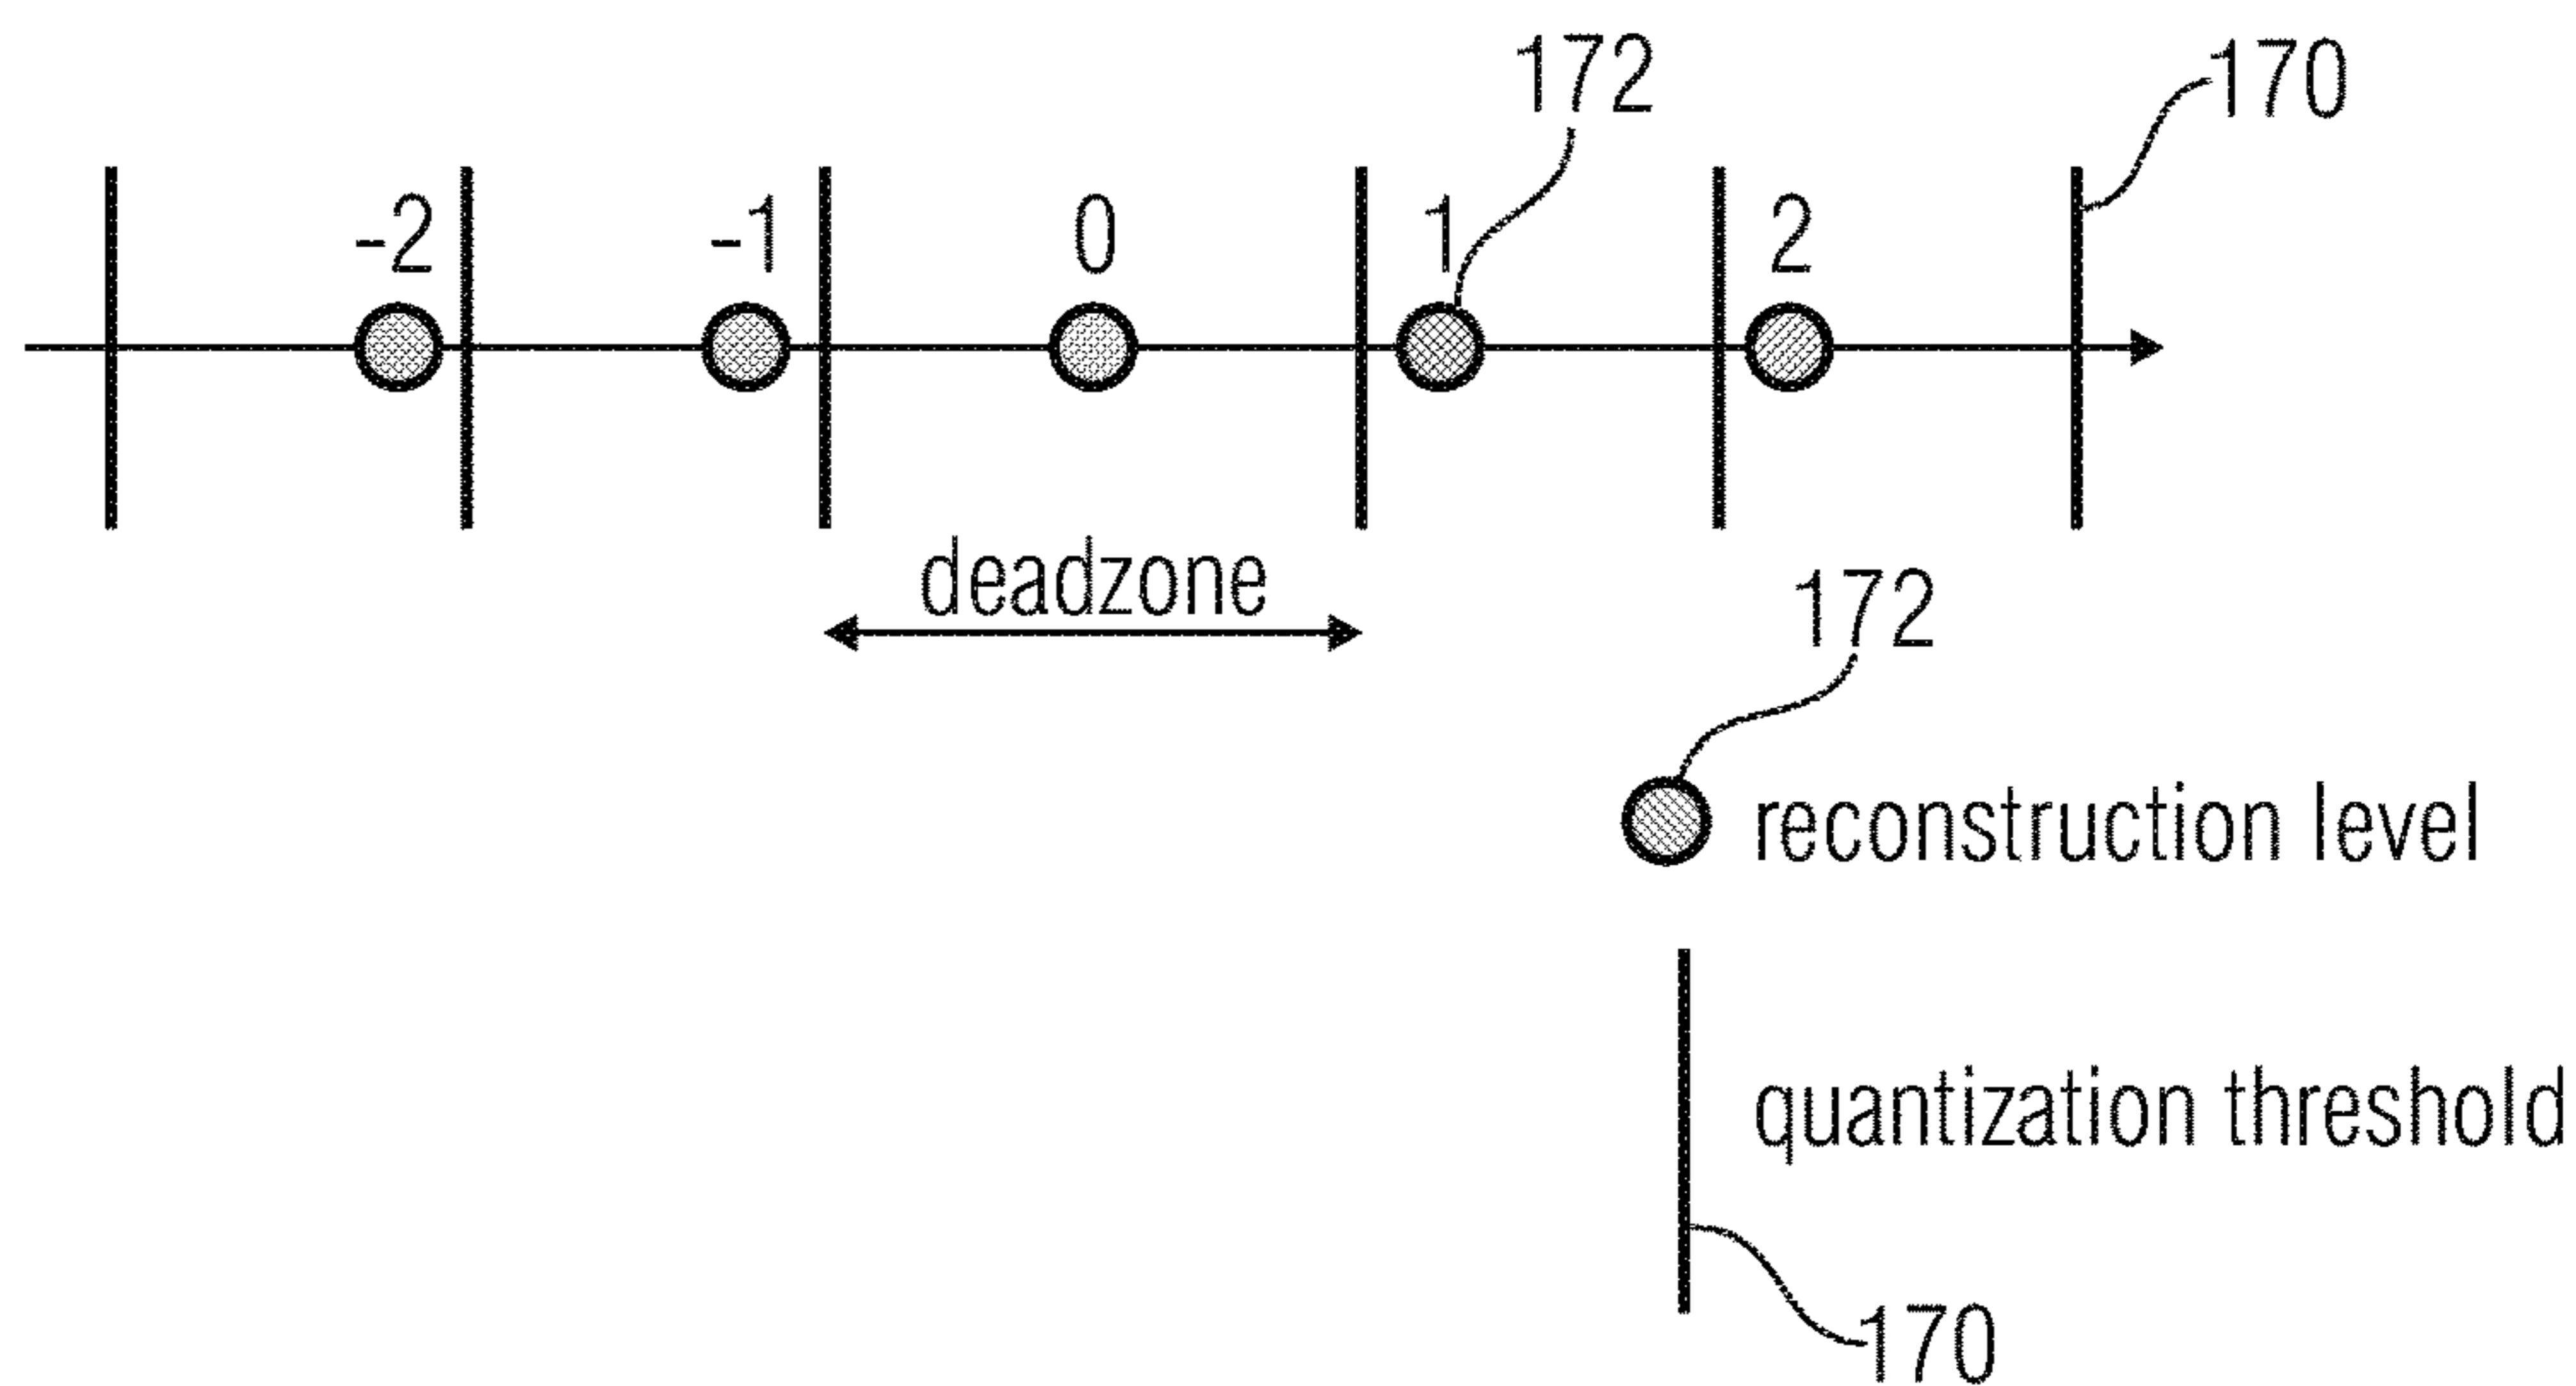 172
170
-2 -1 0 1 2
deadzone
172
reconstruction level
quantization threshold
170